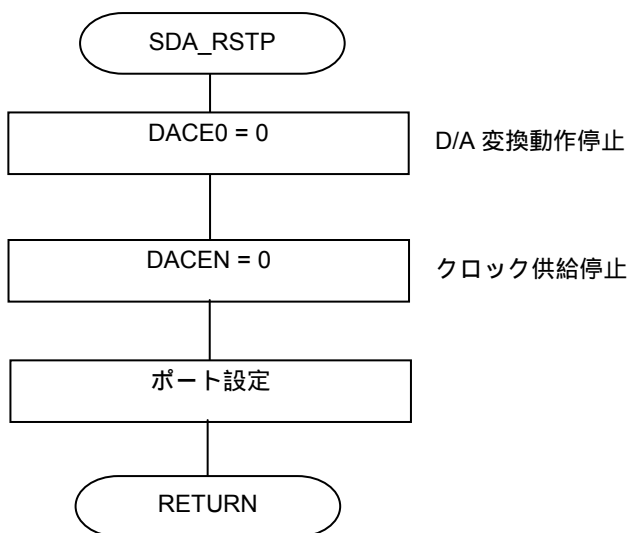 SDA_RSTP
DACE0 = 0
D/A 変換動作停止
DACEN = 0
クロック供給停止
ポート設定
RETURN